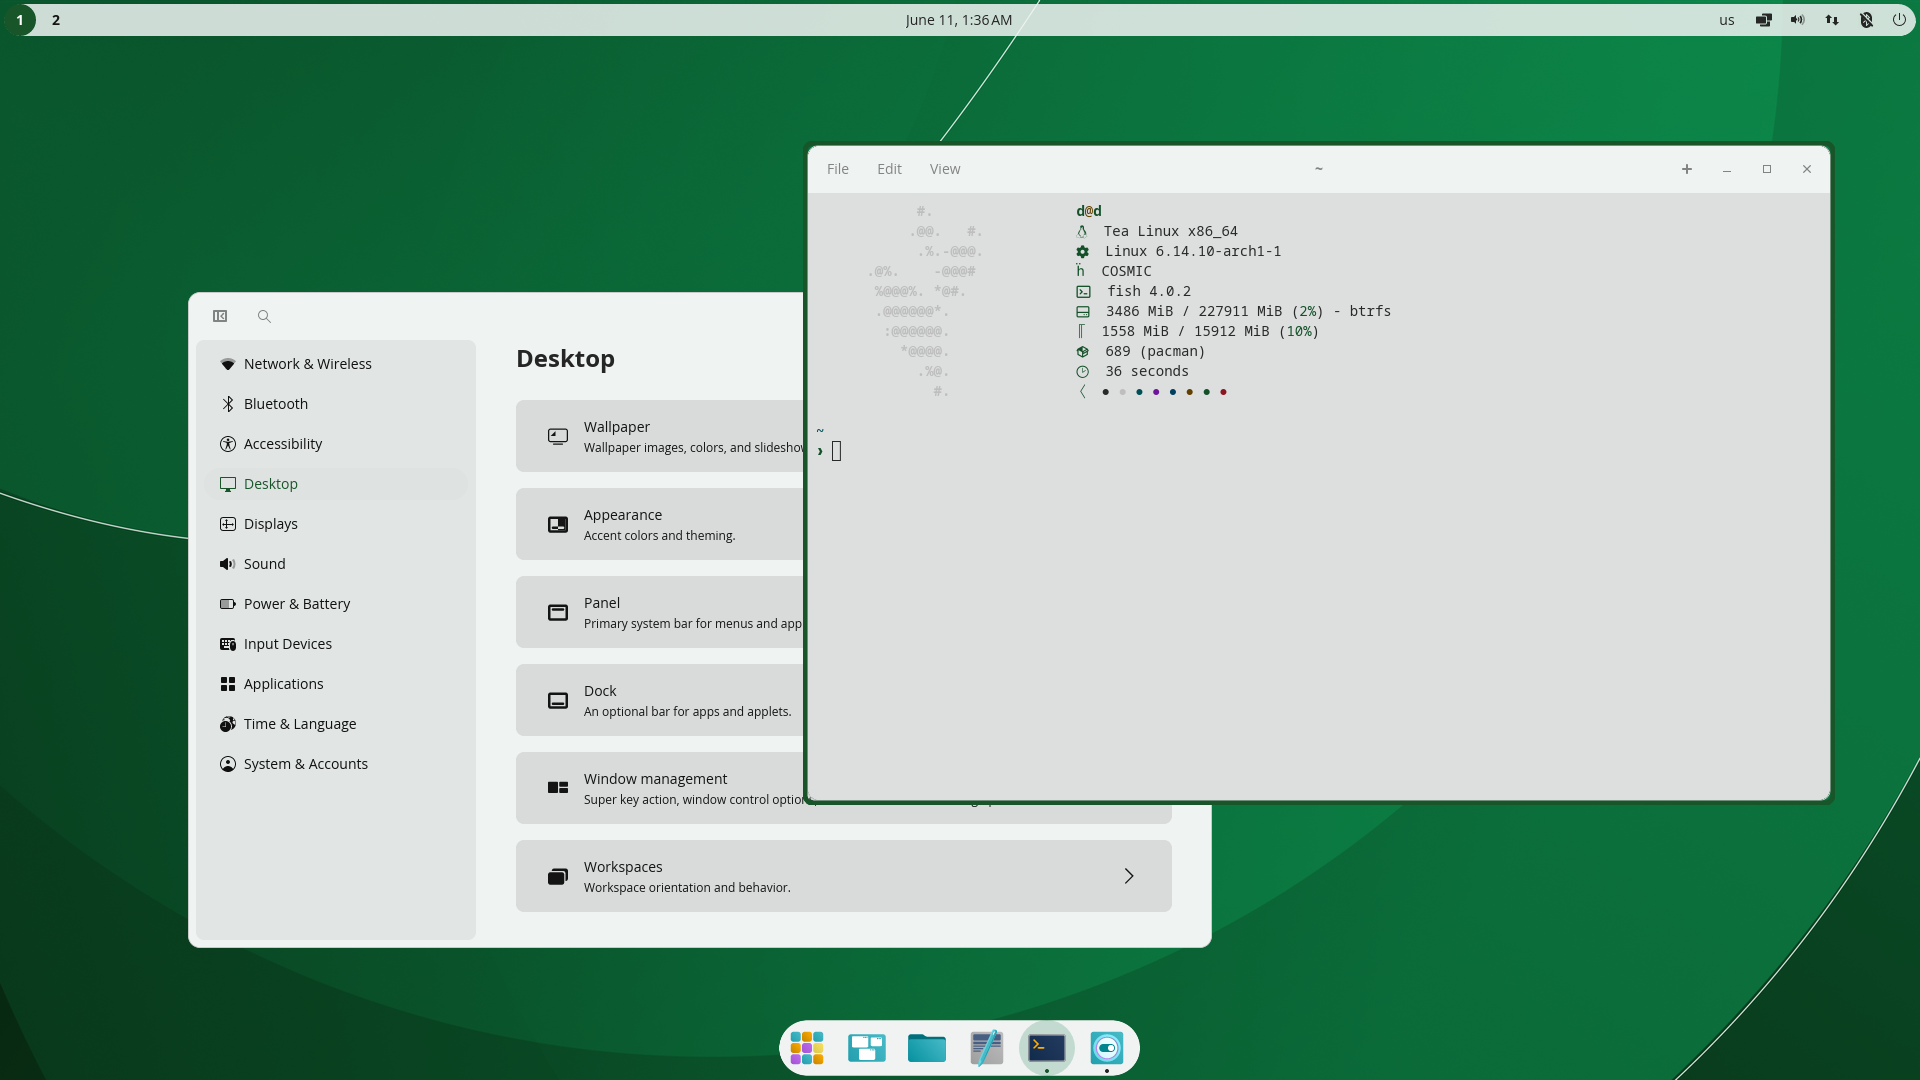 1 2 June 11, 1:36 AM us
File Edit View ~
d@d
Tea Linux x86_64
Linux 6.14.10-arch1-1
COSMIC
fish 4.0.2
3486 MiB / 227911 MiB (2%) - btrfs
1558 MiB / 15912 MiB (10%)
689 (pacman)
36 seconds
#.
.@@.   #.
.%.-@@@.
.@%.    -@@@#
%@@@%. *@#.
.@@@@@@*.
:@@@@@@.
*@@@@.
.%@.
#.
~
›
Network & Wireless
Bluetooth
Accessibility
Desktop
Displays
Sound
Power & Battery
Input Devices
Applications
Time & Language
System & Accounts
Desktop
Wallpaper
Wallpaper images, colors, and
Appearance
Accent colors and theming.
Panel
Primary system bar for menus and
Dock
An optional bar for apps and applets.
Window management
Super key action, window control
Workspaces
Workspace orientation and behavior.